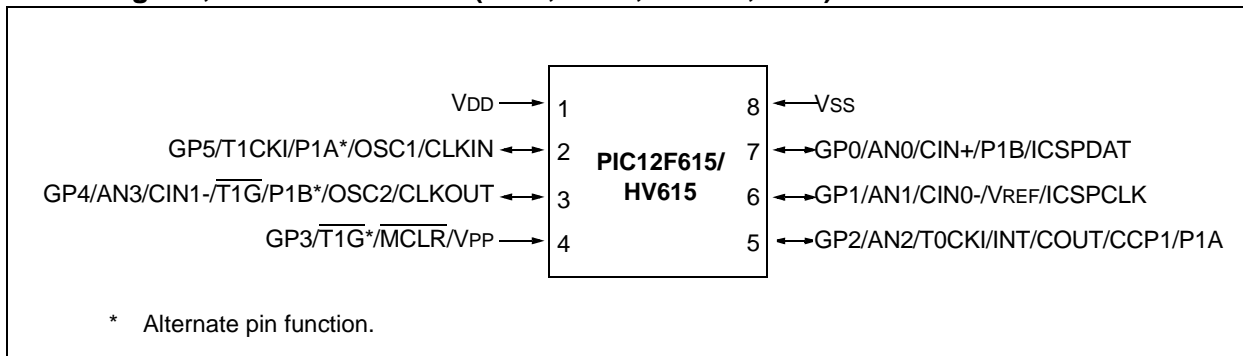 VDD 1 8 VSS
GP5/T1CKI/P1A*/OSC1/CLKIN 2 PIC12F615/ 7 GP0/AN0/CIN+/P1B/ICSPDAT
GP4/AN3/CIN1-/T1G/P1B*/OSC2/CLKOUT 3 HV615 6 GP1/AN1/CIN0-/VREF/ICSPCLK
GP3/T1G*/MCLR/VPP 4 5 GP2/AN2/T0CKI/INT/COUT/CCP1/P1A
* Alternate pin function.